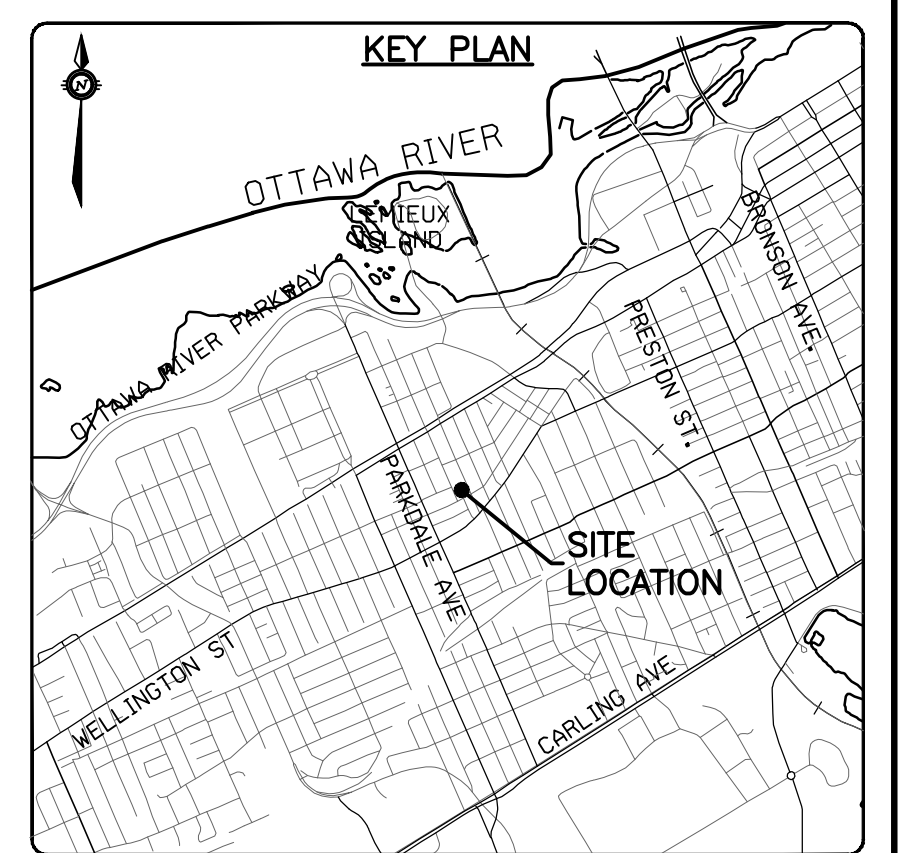 KEY PLAN
N
OTTAWA RIVER
LEMIEUX
ISLAND
OTTAWA RIVER PARKWAY
BRONSON AVE.
PRESTON ST.
PARKDALE AVE
SITE
LOCATION
WELLINGTON ST
CARLING AVE